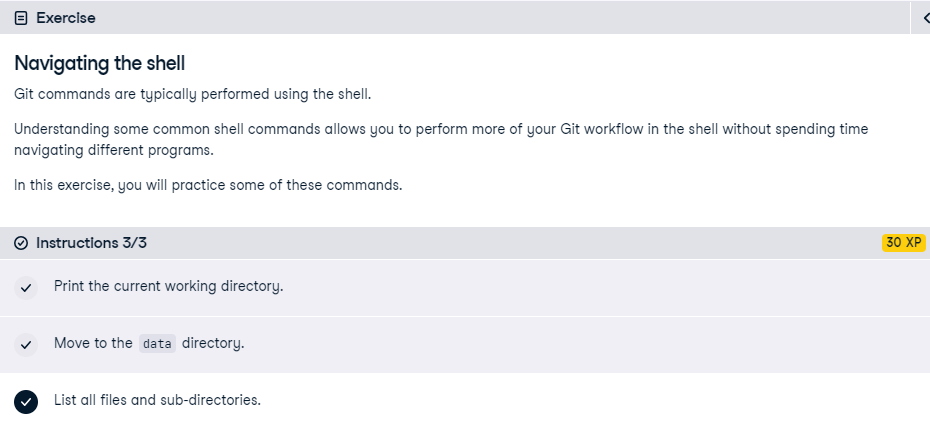 Exercise
Navigating the shell
Git commands are typically performed using the shell.
Understanding some common shell commands allows you to perform more of your Git workflow in the shell without spending time
navigating different programs.
In this exercise, you will practice some of these commands.
Instructions 3/3
30 XP
Print the current working directory.
Move to the data directory.
List all files and sub-directories.